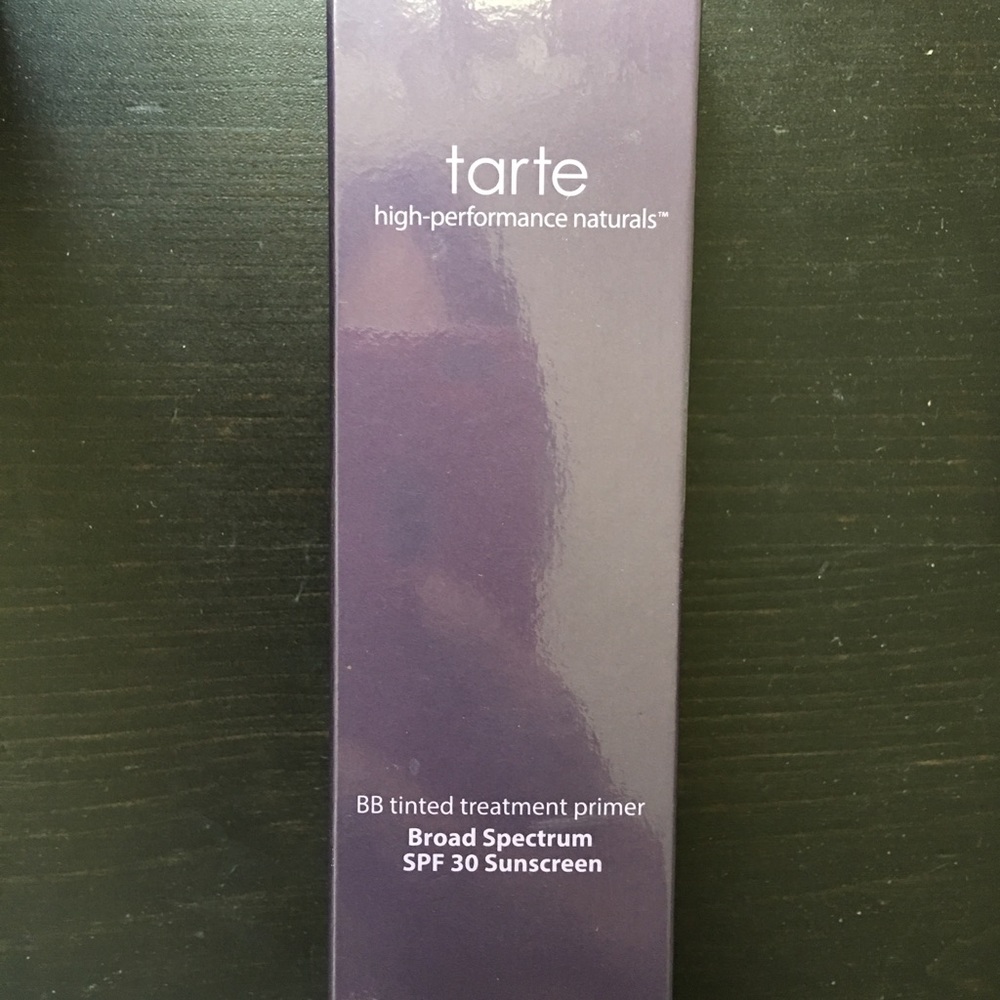 tarte
high-performance naturals™
BB tinted treatment primer
Broad Spectrum
SPF 30 Sunscreen